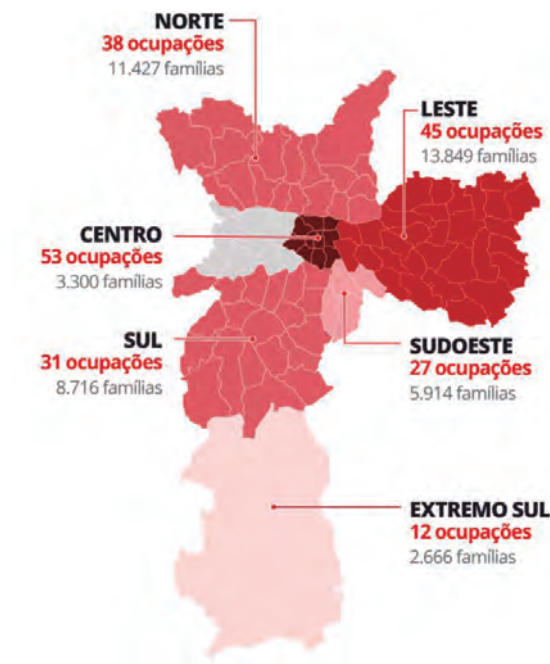 NORTE
38 ocupações
11.427 famílias
LESTE
45 ocupações
13.849 famílias
CENTRO
53 ocupações
3.300 famílias
SUL
31 ocupações
8.716 famílias
SUDOESTE
27 ocupações
5.914 famílias
EXTREMO SUL
12 ocupações
2.666 famílias